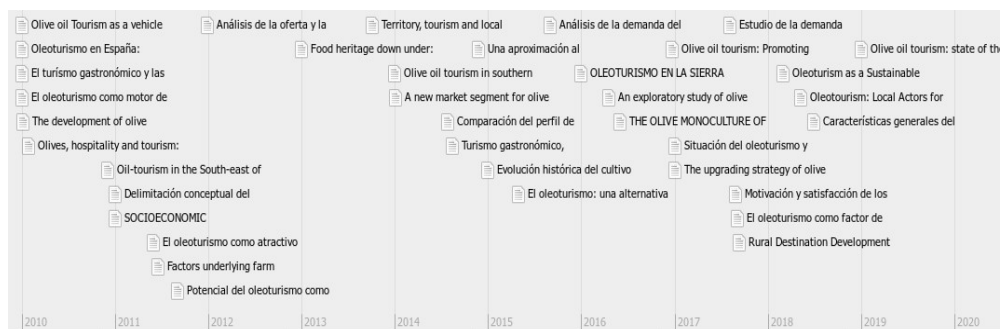 Olive oil Tourism as a vehicle
Análisis de la oferta y la
Territory, tourism and local
Análisis de la demanda del
Estudio de la demanda
Oleoturismo en España:
Food heritage down under:
Una aproximación al
Olive oil tourism: Promoting
Olive oil tourism: state of the
El turísmo gastronómico y las
Olive oil tourism in southern
OLEOTURISMO EN LA SIERRA
Oleoturism as a Sustainable
El oleoturismo como motor de
A new market segment for olive
An exploratory study of olive
Oleotourism: Local Actors for
The development of olive
Comparación del perfil de
THE OLIVE MONOCULTURE OF
Características generales del
Olives, hospitality and tourism:
Turismo gastronómico,
Situación del oleoturismo y
Oil-tourism in the South-east of
Evolución histórica del cultivo
The upgrading strategy of olive
Delimitación conceptual del
El oleoturismo: una alternativa
Motivación y satisfacción de los
SOCIOECONOMIC
El oleoturismo como factor de
El oleoturismo como atractivo
Rural Destination Development
Factors underlying farm
Potencial del oleoturismo como
2010 2011 2012 2013 2014 2015 2016 2017 2018 2019 2020